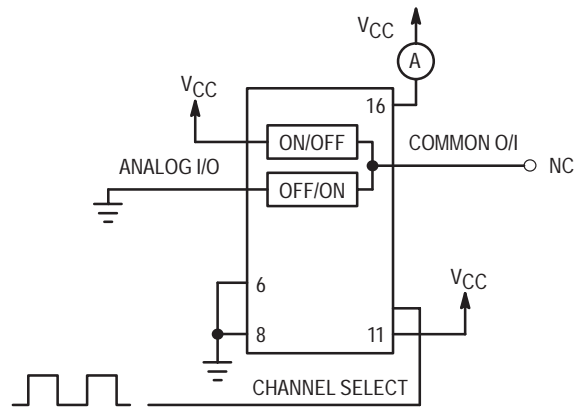 VCC
A
VCC
16
ON/OFF
COMMON O/I
NC
ANALOG I/O
OFF/ON
6
VCC
8
11
CHANNEL SELECT